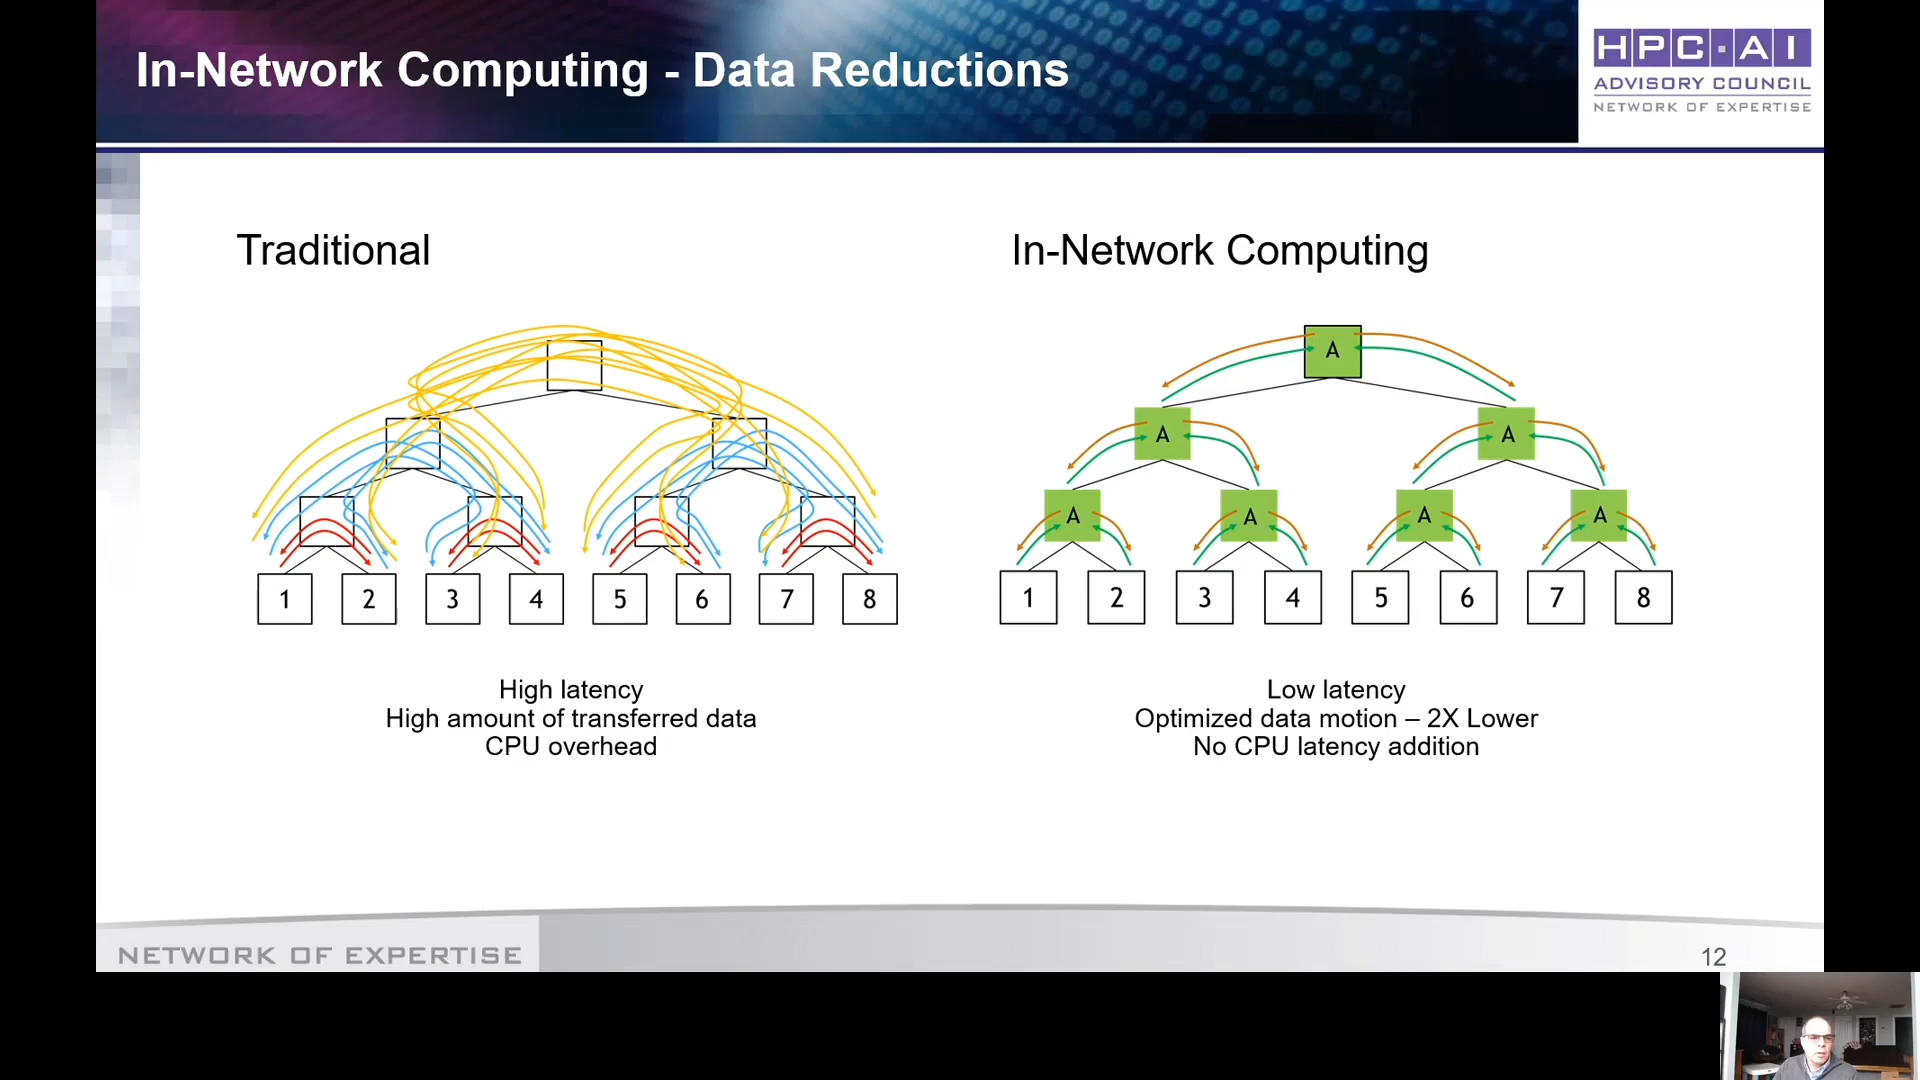 In-Network Computing - Data Reductions
HPC·AI
ADVISORY COUNCIL
NETWORK OF EXPERTISE
Traditional
In-Network Computing
A
A
A
A
A
A
A
1 2 3 4 5 6 7 8
1 2 3 4 5 6 7 8
High latency
High amount of transferred data
CPU overhead
Low latency
Optimized data motion – 2X Lower
No CPU latency addition
NETWORK OF EXPERTISE
12